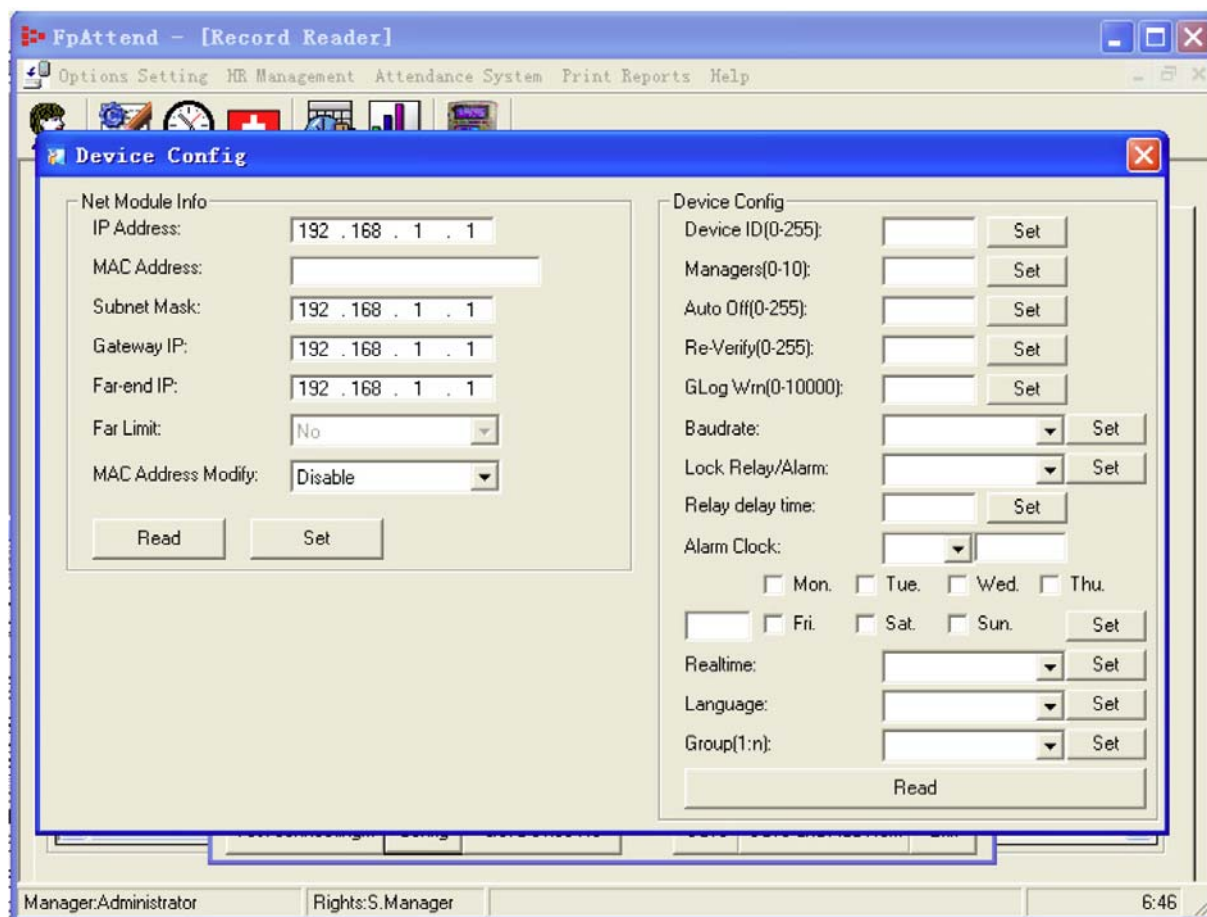 FpAttend - [Record Reader]
Options Setting HR Management Attendance System Print Reports Help
Device Config
Net Module Info
IP Address: 192 .168 . 1 . 1
MAC Address:
Subnet Mask: 192 .168 . 1 . 1
Gateway IP: 192 .168 . 1 . 1
Far-end IP: 192 .168 . 1 . 1
Far Limit: No
MAC Address Modify: Disable
Read Set
Device Config
Device ID(0-255): Set
Managers(0-10): Set
Auto Off(0-255): Set
Re-Verify(0-255): Set
GLog Wrn(0-10000): Set
Baudrate: Set
Lock Relay/Alarm: Set
Relay delay time: Set
Alarm Clock:
Mon. Tue. Wed. Thu.
Fri. Sat. Sun. Set
Realtime: Set
Language: Set
Group(1:n): Set
Read
Manager:Administrator Rights:S.Manager 6:46